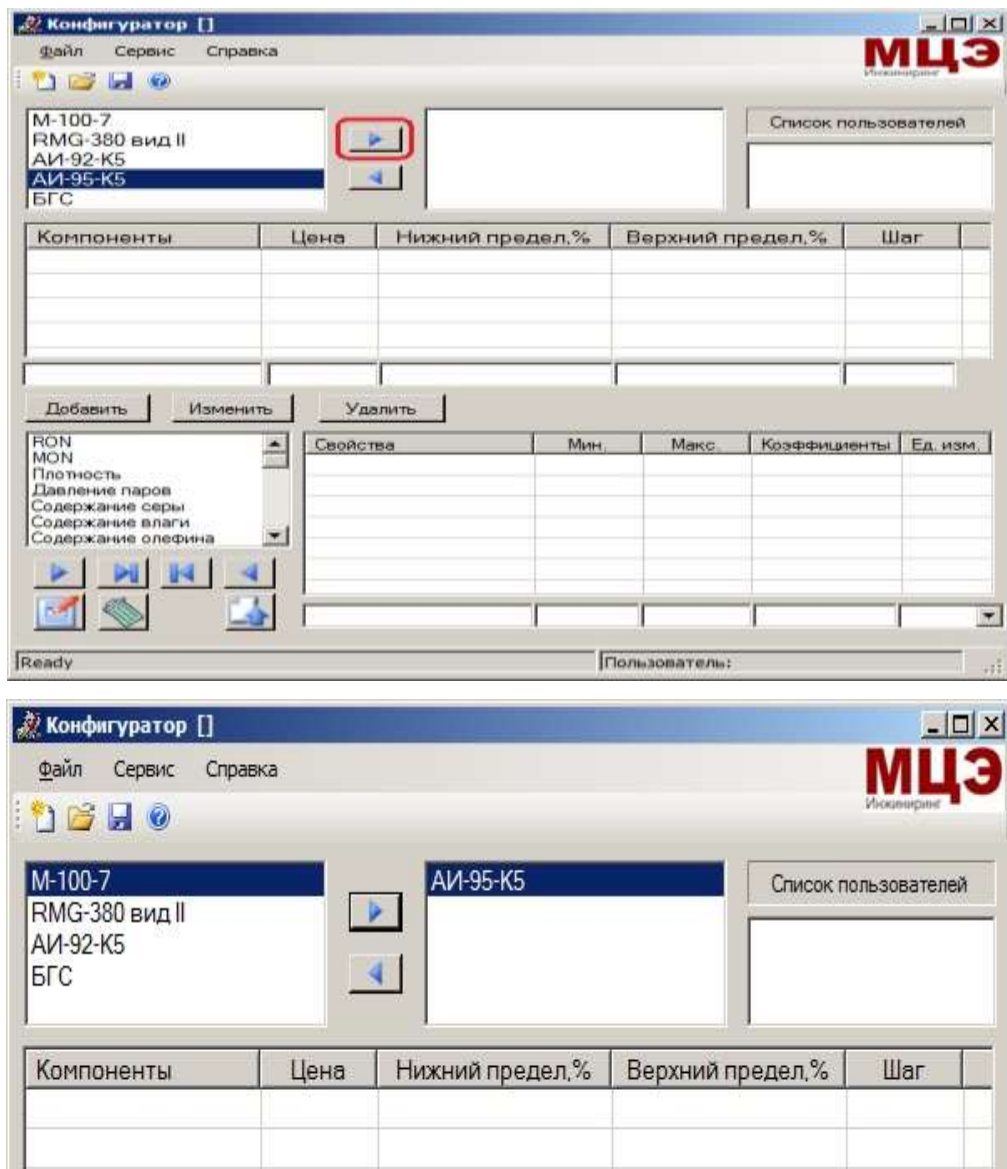 Конфигуратор []
Файл Сервис Справка
МЦЭ
Инжиниринг
М-100-7
RMG-380 вид II
АИ-92-К5
АИ-95-К5
БГС
Список пользователей
Компоненты Цена Нижний предел,% Верхний предел,% Шаг
Добавить Изменить Удалить
RON
MON
Плотность
Давление паров
Содержание серы
Содержание влаги
Содержание олефина
Свойства Мин. Макс. Коэффициенты Ед. изм.
Ready Пользователь:
Конфигуратор []
Файл Сервис Справка
МЦЭ
Инжиниринг
М-100-7
RMG-380 вид II
АИ-92-К5
БГС
АИ-95-К5
Список пользователей
Компоненты Цена Нижний предел,% Верхний предел,% Шаг